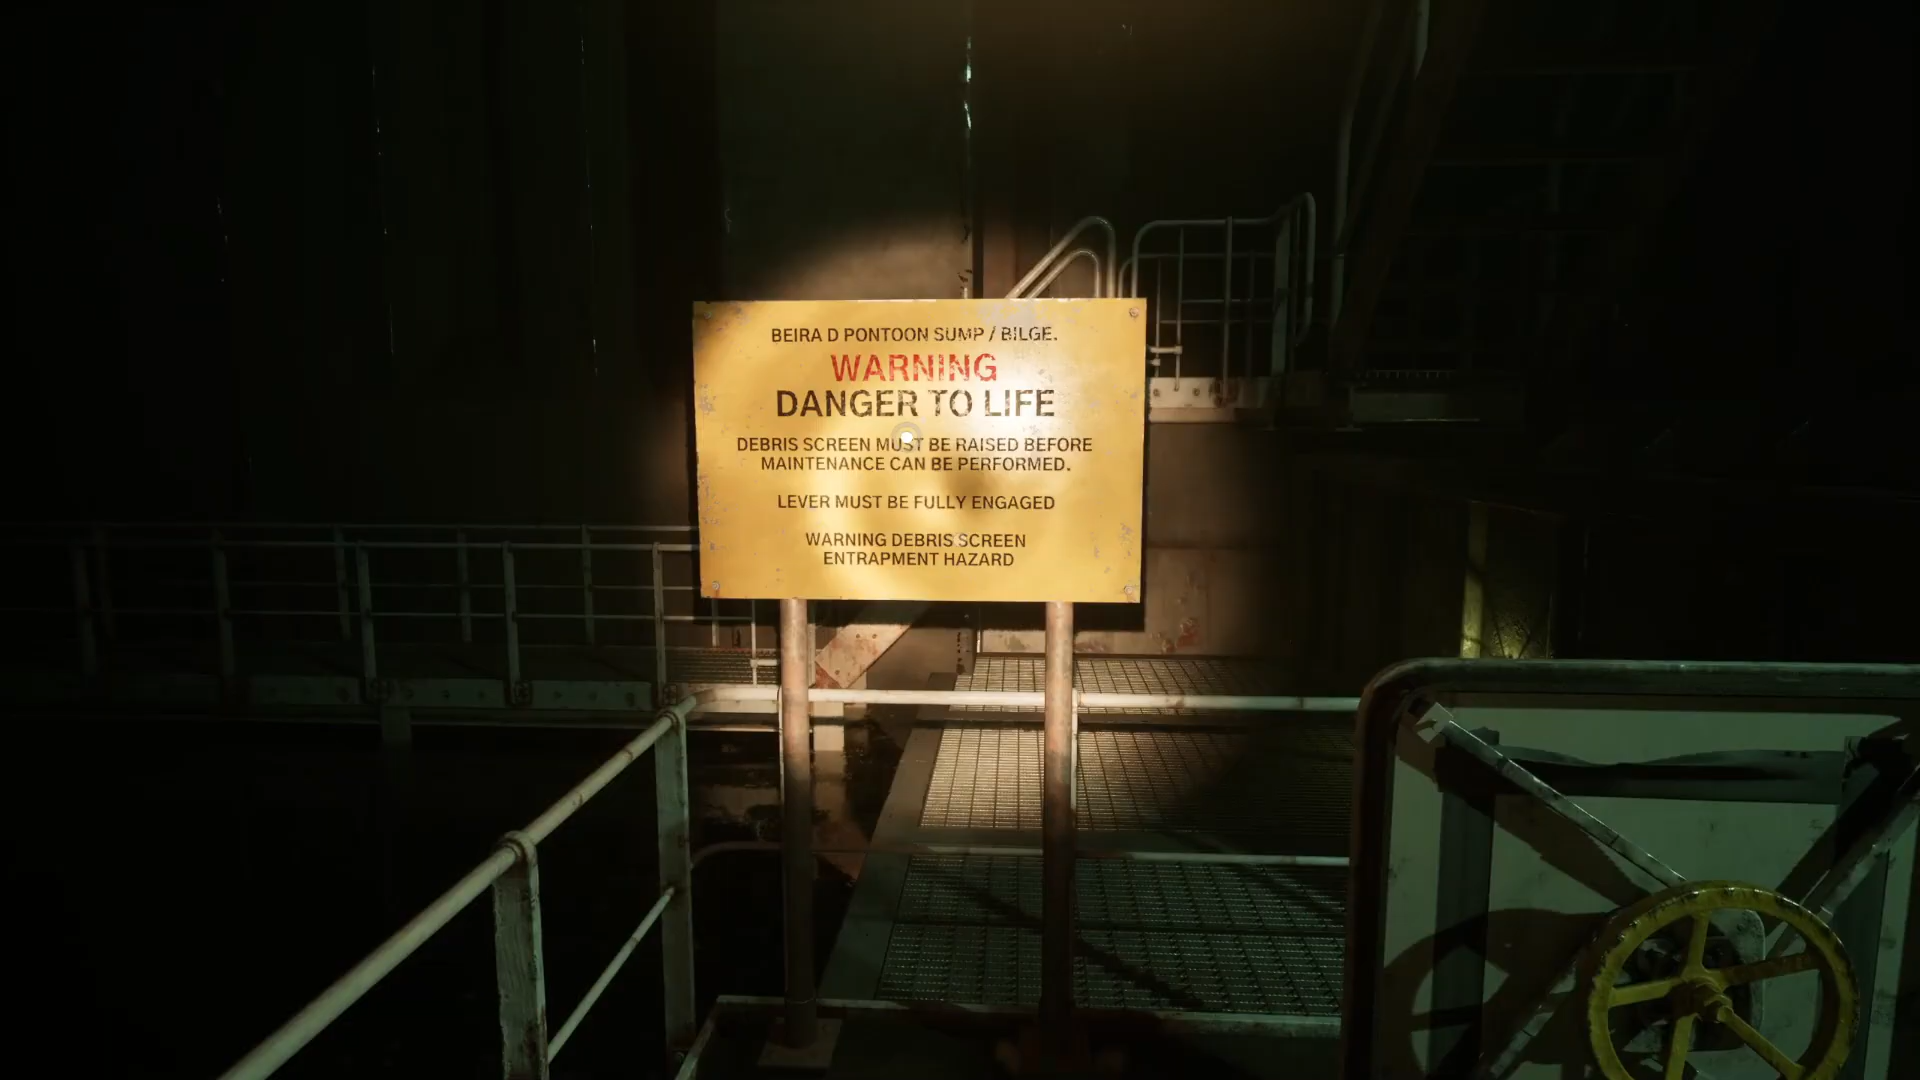 BEIRA D PONTOON SUMP / BILGE.
WARNING
DANGER TO LIFE
DEBRIS SCREEN MUST BE RAISED BEFORE
MAINTENANCE CAN BE PERFORMED.
LEVER MUST BE FULLY ENGAGED
WARNING DEBRIS SCREEN
ENTRAPMENT HAZARD